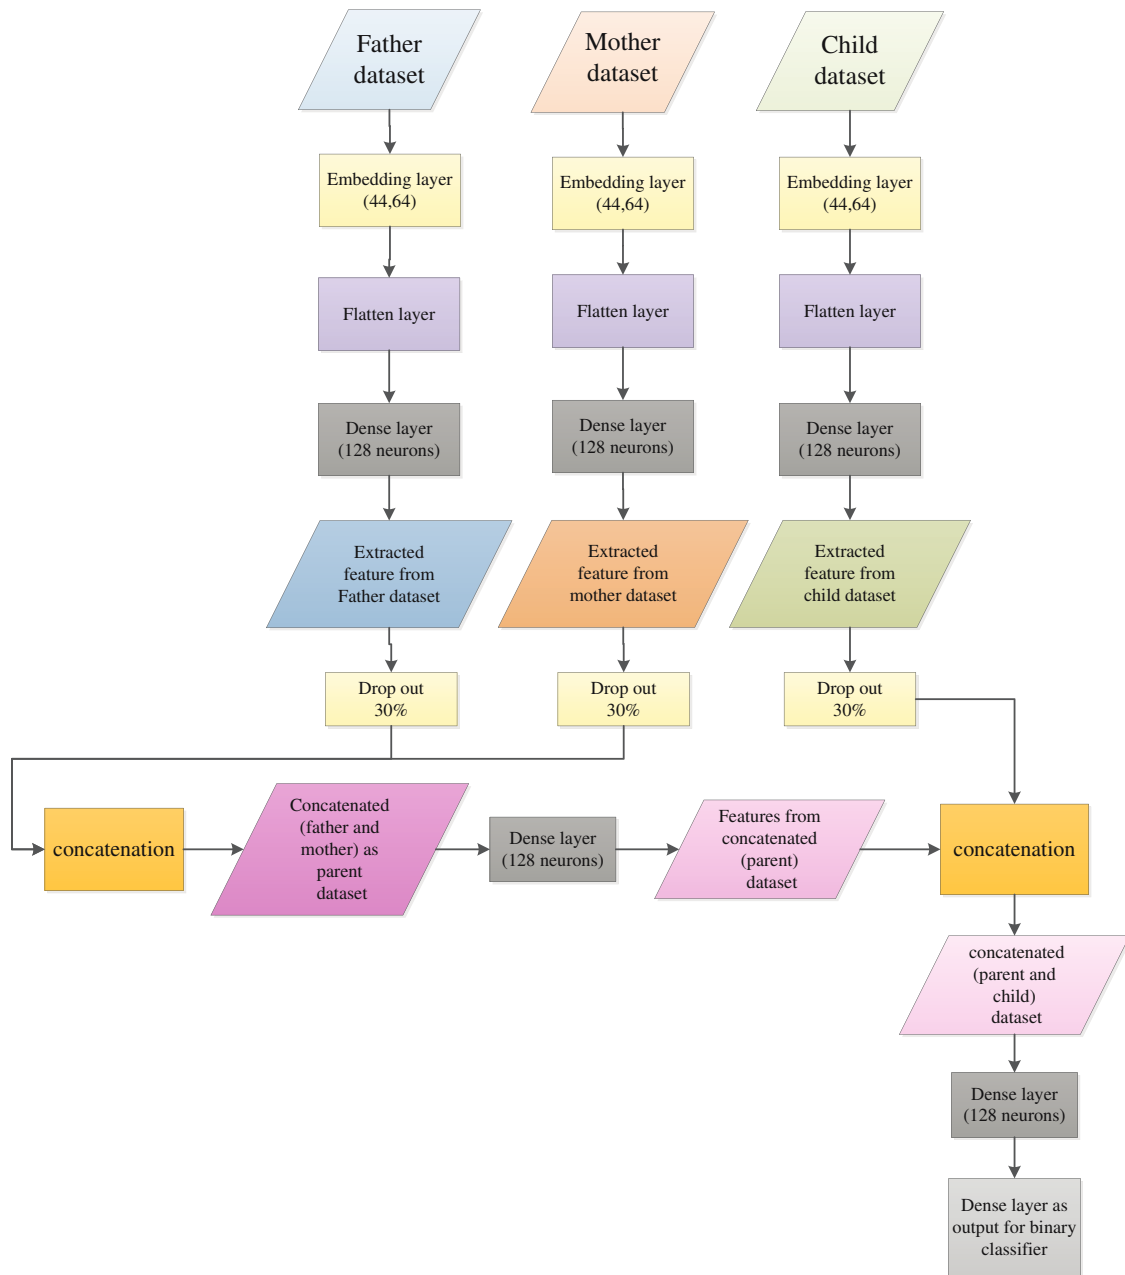 Father
dataset
Mother
dataset
Child
dataset
Embedding layer
(44,64)
Embedding layer
(44,64)
Embedding layer
(44,64)
Flatten layer
Flatten layer
Flatten layer
Dense layer
(128 neurons)
Dense layer
(128 neurons)
Dense layer
(128 neurons)
Extracted
feature from
Father dataset
Extracted
feature from
mother dataset
Extracted
feature from
child dataset
Drop out
30%
Drop out
30%
Drop out
30%
concatenation
Concatenated
(father and
mother) as
parent
dataset
Dense layer
(128 neurons)
Features from
concatenated
(parent)
dataset
concatenation
concatenated
(parent and
child)
dataset
Dense layer
(128 neurons)
Dense layer as
output for binary
classifier